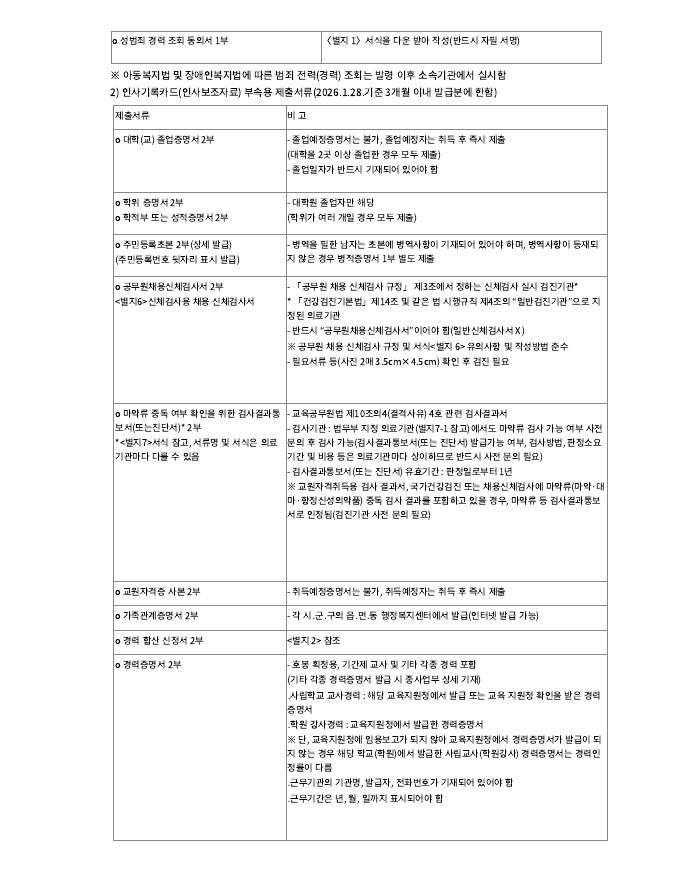 o 성범죄 경력 조회 동의서 1부
〈별지 1〉서식을 다운 받아 작성(반드시 자필 서명)
※ 아동복지법 및 장애인복지법에 따른 범죄 전력(경력) 조회는 발령 이후 소속기관에서 실시함
2) 인사기록카드(인사보조자료) 부속용 제출서류(2026.1.28.기준 3개월 이내 발급분에 한함)
제출서류
비 고
o 대학(교) 졸업증명서 2부
- 졸업예정증명서는 불가, 졸업예정자는 취득 후 즉시 제출
(대학을 2곳 이상 졸업한 경우 모두 제출)
- 졸업일자가 반드시 기재되어 있어야 함
o 학위 증명서 2부
o 학적부 또는 성적증명서 2부
- 대학원 졸업자만 해당
(학위가 여러 개일 경우 모두 제출)
o 주민등록초본 2부(상세 발급)
(주민등록번호 뒷자리 표시 발급)
- 병역을 필한 남자는 초본에 병역사항이 기재되어 있어야 하며, 병역사항이 등재되
지 않은 경우 병적증명서 1부 별도 제출
o 공무원채용신체검사서 2부
<별지6>신체검사용 채용 신체검사서
- 「공무원 채용 신체검사 규정」 제3조에서 정하는 신체검사 실시 검진기관*
* 「건강검진기본법」제14조 및 같은 법 시행규칙 제4조의 “일반검진기관”으로 지
정된 의료기관
- 반드시 “공무원채용신체검사서”이어야 함(일반신체검사서 X)
※ 공무원 채용 신체검사 규정 및 서식<별지 6> 유의사항 및 작성방법 준수
- 필요서류 등(사진 2매 3.5cm×4.5cm) 확인 후 검진 필요
o 마약류 중독 여부 확인을 위한 검사결과통
보서(또는진단서)* 2부
*<별지7>서식 참고, 서류명 및 서식은 의료
기관마다 다를 수 있음
- 교육공무원법 제10조의4(결격사유) 4호 관련 검사결과서
- 검사기관 : 법무부 지정 의료기관(별지7-1 참고)에서도 마약류 검사 가능 여부 사전
문의 후 검사 가능(검사결과통보서(또는 진단서) 발급가능 여부, 검사방법, 판정소요
기간 및 비용 등은 의료기관마다 상이하므로 반드시 사전 문의 필요)
- 검사결과통보서(또는 진단서) 유효기간 : 판정일로부터 1년
※ 교원자격취득용 검사 결과서, 국가건강검진 또는 채용신체검사에 마약류(마약·대
마·향정신성의약품) 중독 검사 결과를 포함하고 있을 경우, 마약류 등 검사결과통보
서로 인정됨(검진기관 사전 문의 필요)
o 교원자격증 사본 2부
- 취득예정증명서는 불가, 취득예정자는 취득 후 즉시 제출
o 가족관계증명서 2부
- 각 시.군.구의 읍.면.동 행정복지센터에서 발급(인터넷 발급 가능)
o 경력 합산 신청서 2부
<별지 2> 참조
o 경력증명서 2부
- 호봉 획정용, 기간제 교사 및 기타 각종 경력 포함
(기타 각종 경력증명서 발급 시 종사업무 상세 기재)
.사립학교 교사경력 : 해당 교육지원청에서 발급 또는 교육 지원청 확인을 받은 경력
증명서
.학원 강사경력 : 교육지원청에서 발급한 경력증명서
※ 단, 교육지원청에 임용보고가 되지 않아 교육지원청에서 경력증명서가 발급이 되
지 않는 경우 해당 학교(학원)에서 발급한 사립교사(학원강사) 경력증명서는 경력인
정률이 다름
.근무기관의 기관명, 발급자, 전화번호가 기재되어 있어야 함
.근무기간은 년, 월, 일까지 표시되어야 함